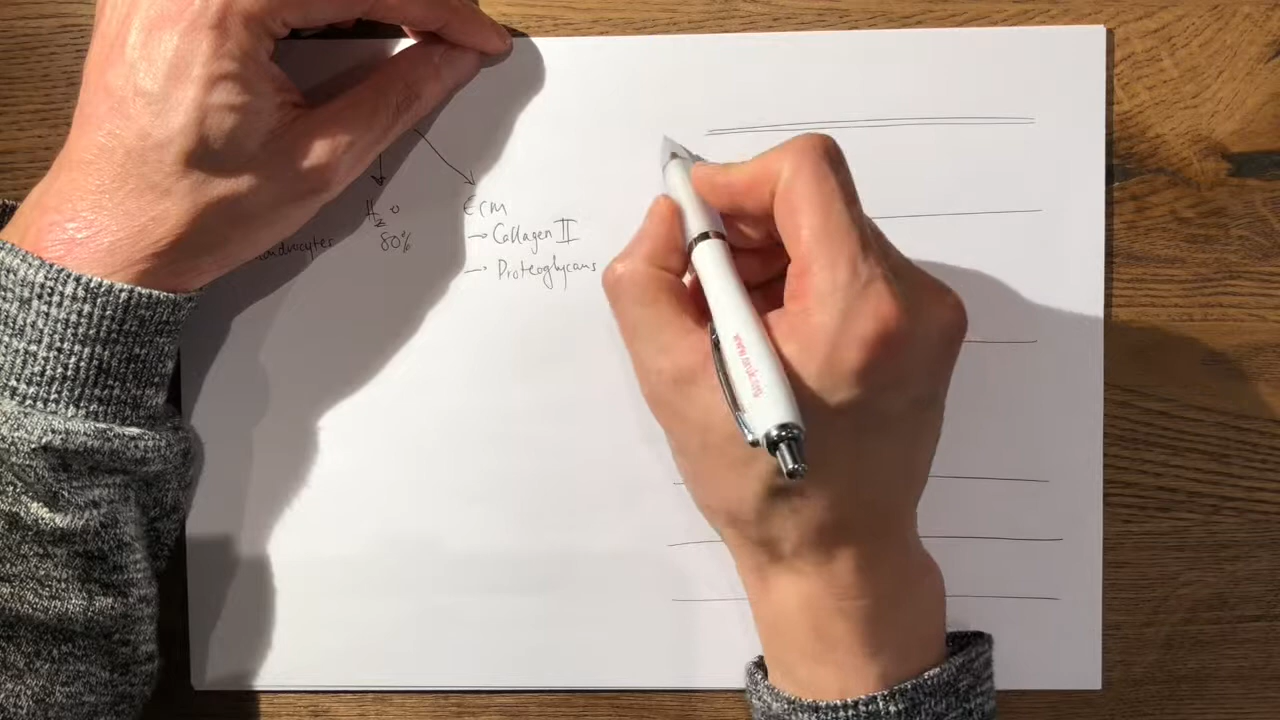 H₂O
80%
ECM
→ Collagen II
→ Proteoglycans